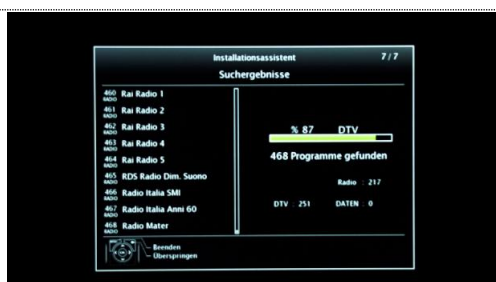 Installationsassistent 7 / 7
Suchergebnisse
460 RADIO Rai Radio 1
461 RADIO Rai Radio 2
462 RADIO Rai Radio 3
463 RADIO Rai Radio 4
464 RADIO Rai Radio 5
465 RADIO RDS Radio Dim. Suono
466 RADIO Radio Italia SMI
467 RADIO Radio Italia Anni 60
468 RADIO Radio Mater
% 87 DTV
468 Programme gefunden
Radio : 217
DTV : 251 DATEN : 0
Beenden
Überspringen